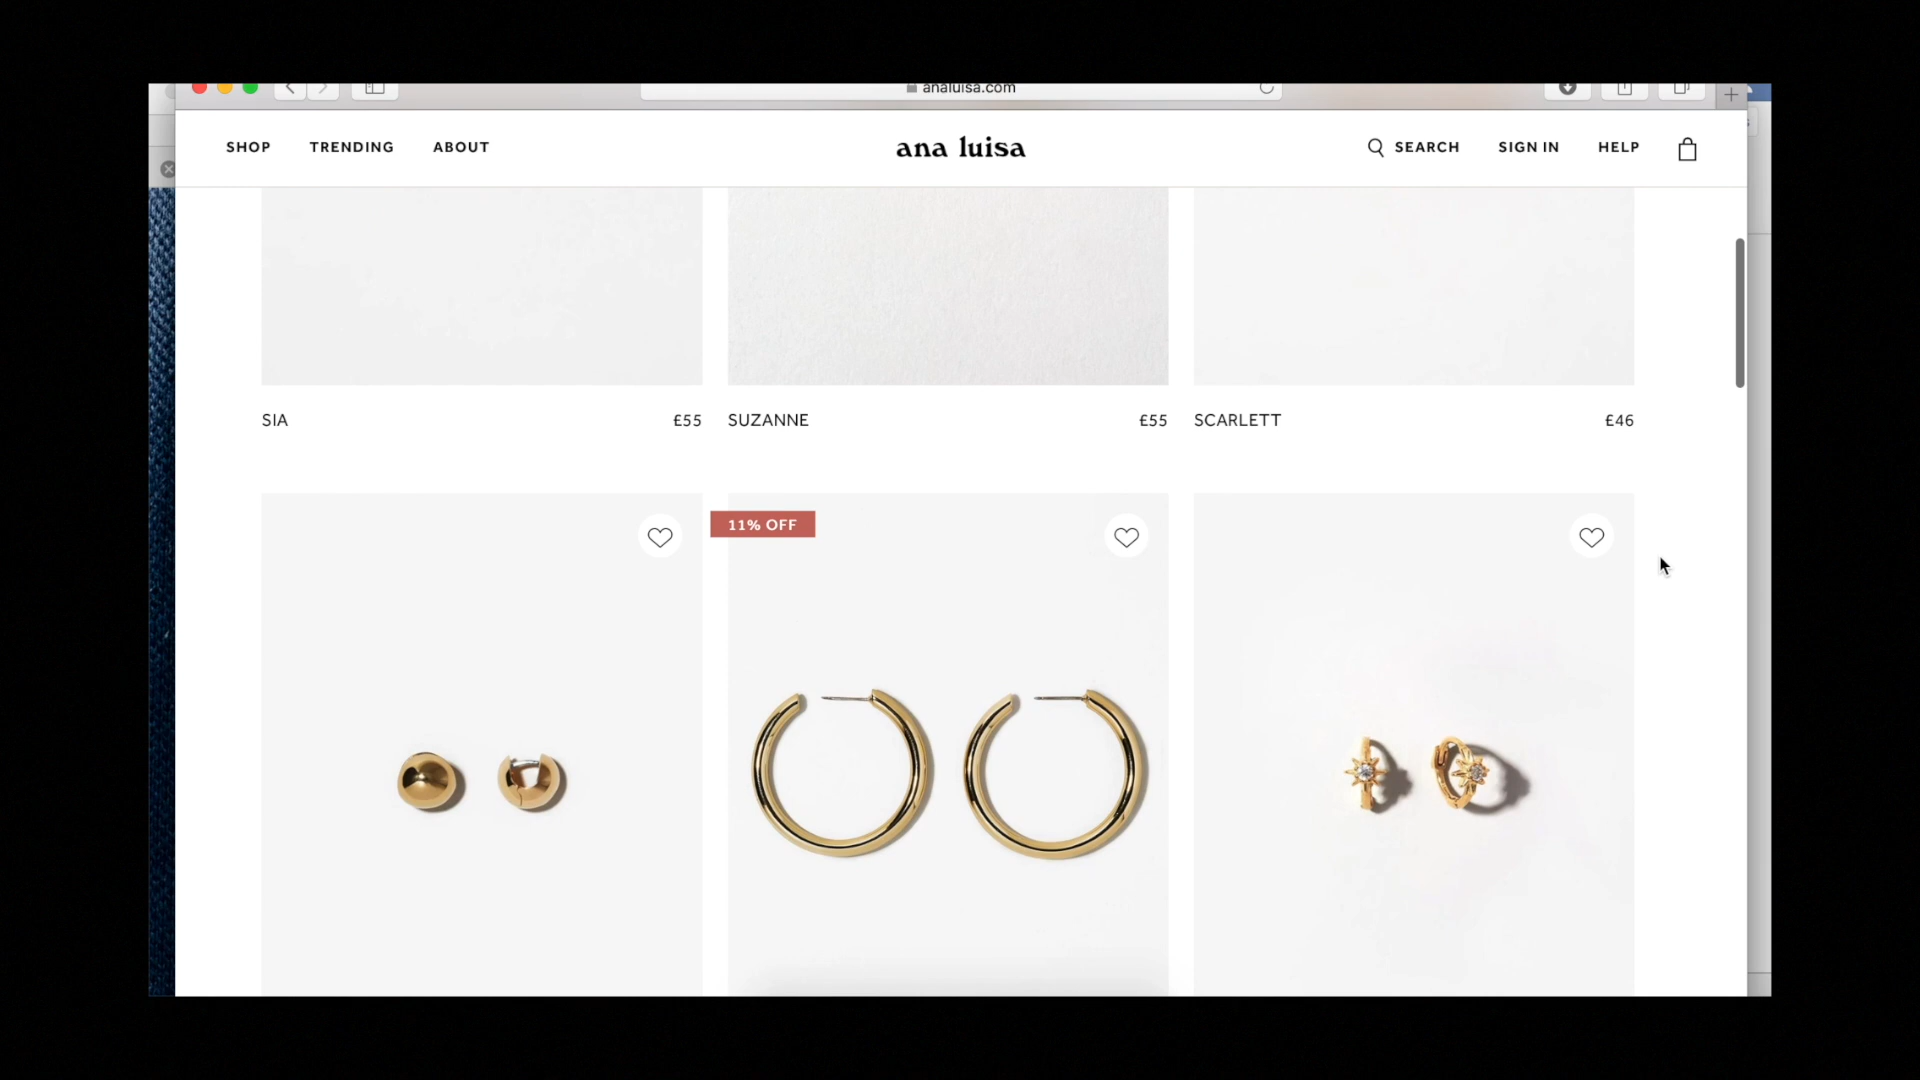 analuisa.com
SHOP TRENDING ABOUT ana luisa SEARCH SIGN IN HELP
SIA £55 SUZANNE £55 SCARLETT £46
11% OFF